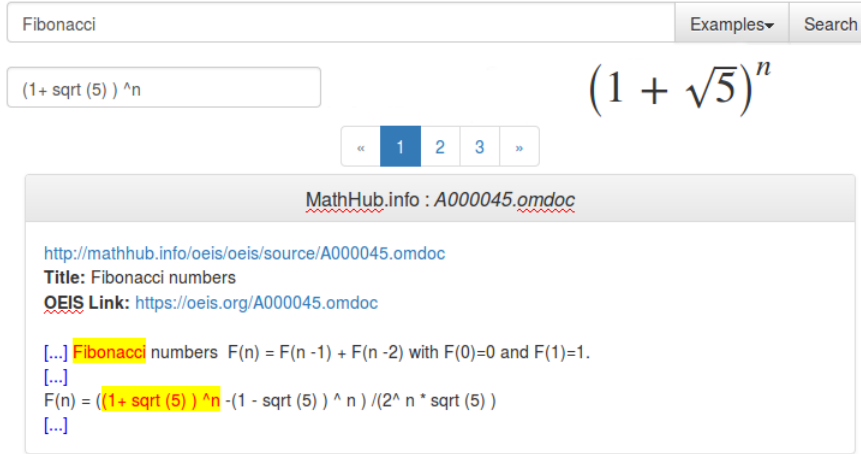 Fibonacci Examples Search
(1+ sqrt (5) ) ^n (1 + √5)^n
« 1 2 3 »
MathHub.info : A000045.omdoc
http://mathhub.info/oeis/oeis/source/A000045.omdoc
Title: Fibonacci numbers
OEIS Link: https://oeis.org/A000045.omdoc
[...] Fibonacci numbers F(n) = F(n -1) + F(n -2) with F(0)=0 and F(1)=1.
[...]
F(n) = ((1+ sqrt (5) ) ^n -(1 - sqrt (5) ) ^ n ) /(2^ n * sqrt (5) )
[...]